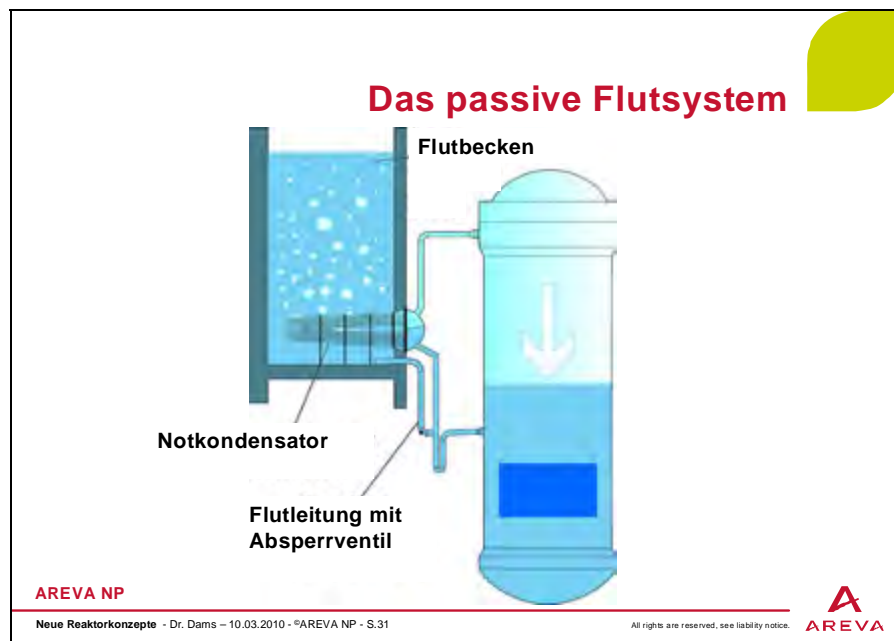 Das passive Flutsystem
Flutbecken
Notkondensator
Flutleitung mit
Absperrventil
AREVA NP
Neue Reaktorkonzepte - Dr. Dams – 10.03.2010 - ©AREVA NP - S.31
All rights are reserved, see liability notice.
AREVA